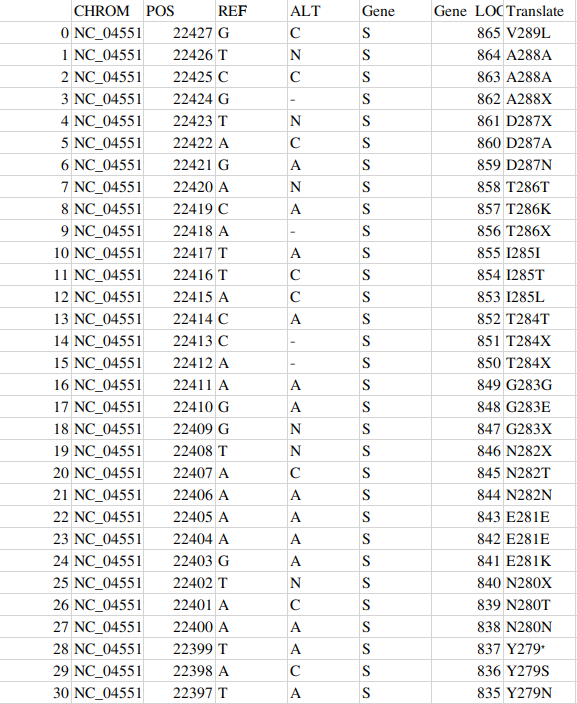 CHROM POS REF ALT Gene Gene LOC Translate
0 NC_04551 22427 G C S 865 V289L
1 NC_04551 22426 T N S 864 A288A
2 NC_04551 22425 C C S 863 A288A
3 NC_04551 22424 G - S 862 A288X
4 NC_04551 22423 T N S 861 D287X
5 NC_04551 22422 A C S 860 D287A
6 NC_04551 22421 G A S 859 D287N
7 NC_04551 22420 A N S 858 T286T
8 NC_04551 22419 C A S 857 T286K
9 NC_04551 22418 A - S 856 T286X
10 NC_04551 22417 T A S 855 I285I
11 NC_04551 22416 T C S 854 I285T
12 NC_04551 22415 A C S 853 I285L
13 NC_04551 22414 C A S 852 T284T
14 NC_04551 22413 C - S 851 T284X
15 NC_04551 22412 A - S 850 T284X
16 NC_04551 22411 A A S 849 G283G
17 NC_04551 22410 G A S 848 G283E
18 NC_04551 22409 G N S 847 G283X
19 NC_04551 22408 T N S 846 N282X
20 NC_04551 22407 A C S 845 N282T
21 NC_04551 22406 A A S 844 N282N
22 NC_04551 22405 A A S 843 E281E
23 NC_04551 22404 A A S 842 E281E
24 NC_04551 22403 G A S 841 E281K
25 NC_04551 22402 T N S 840 N280X
26 NC_04551 22401 A C S 839 N280T
27 NC_04551 22400 A A S 838 N280N
28 NC_04551 22399 T A S 837 Y279*
29 NC_04551 22398 A C S 836 Y279S
30 NC_04551 22397 T A S 835 Y279N